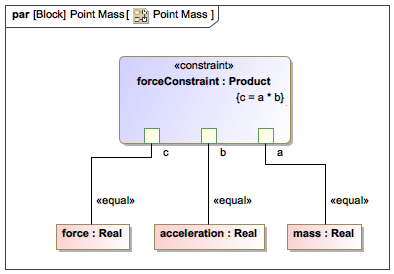 par [Block] Point Mass[ Point Mass ]
«constraint»
forceConstraint : Product
{c = a * b}
c b a
«equal» «equal» «equal»
force : Real acceleration : Real mass : Real